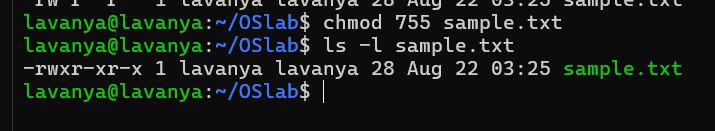 lavanya@lavanya:~/OSlab$ chmod 755 sample.txt
lavanya@lavanya:~/OSlab$ ls -l sample.txt
-rwxr-xr-x 1 lavanya lavanya 28 Aug 22 03:25 sample.txt
lavanya@lavanya:~/OSlab$